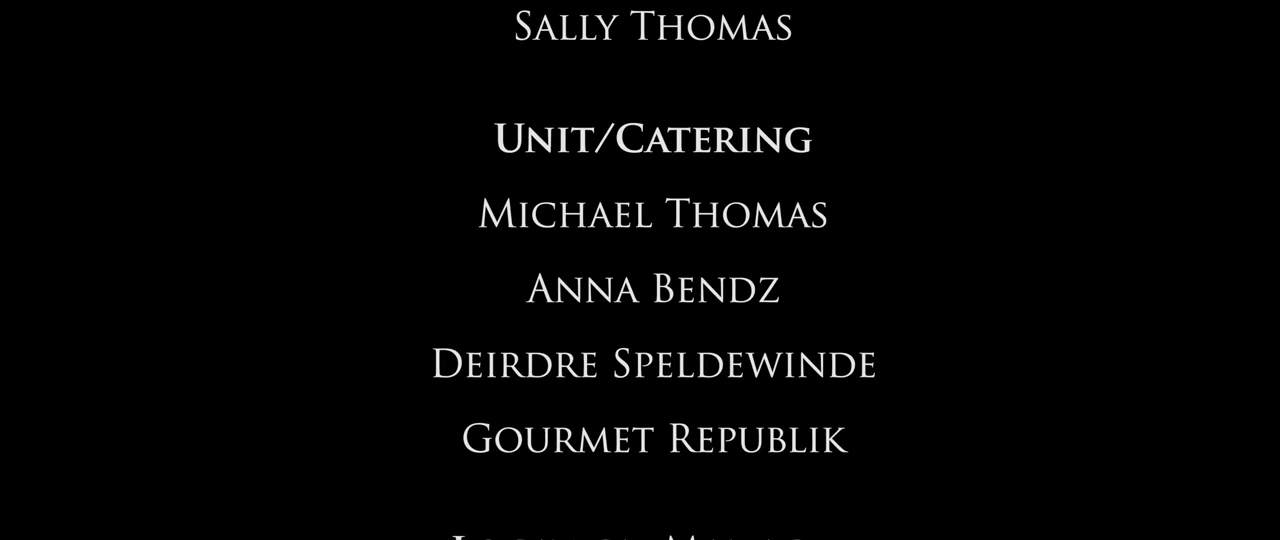 Sally Thomas
Unit/Catering
Michael Thomas
Anna Bendz
Deirdre Speldewinde
Gourmet Republik